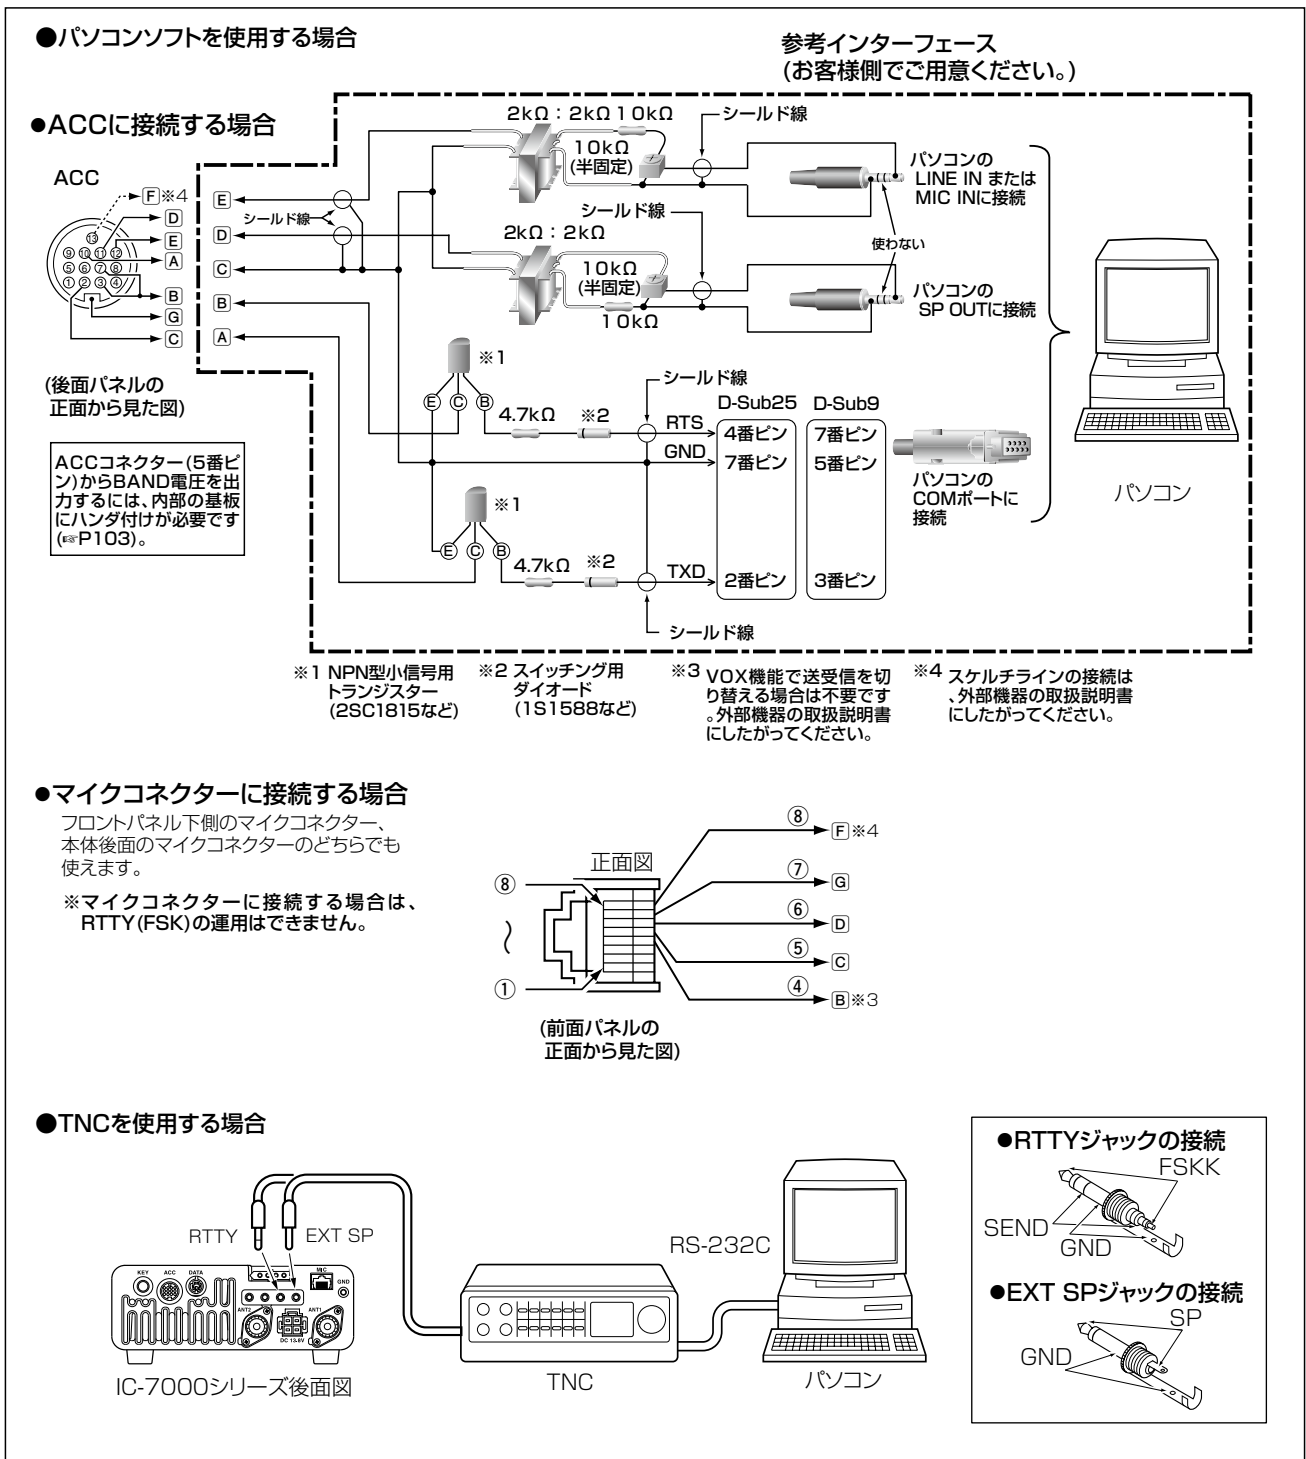 ●パソコンソフトを使用する場合
参考インターフェース
(お客様側でご用意ください。)
●ACCに接続する場合
ACC
F※4
D
E
A
B
G
C
⑬
⑨⑩⑪⑫
⑤⑥⑦⑧
①②③④
(後面パネルの
正面から見た図)
ACCコネクター(5番ピ
ン)からBAND電圧を出
力するには、内部の基板
にハンダ付けが必要です
(☞P103)。
E
シールド線
D
C
B
A
2kΩ：2kΩ
10kΩ
10kΩ
(半固定)
シールド線
パソコンの
LINE IN または
MIC INに接続
シールド線
2kΩ：2kΩ
10kΩ
(半固定)
10kΩ
使わない
パソコンの
SP OUTに接続
※1
E C B
4.7kΩ
※2
シールド線
RTS
GND
D-Sub25
D-Sub9
4番ピン
7番ピン
7番ピン
5番ピン
パソコンの
COMポートに
接続
パソコン
※1
E C B
4.7kΩ
※2
TXD
2番ピン
3番ピン
シールド線
※1 NPN型小信号用
トランジスター
(2SC1815など)
※2 スイッチング用
ダイオード
(1S1588など)
※3 VOX機能で送受信を切
り替える場合は不要です
。外部機器の取扱説明書
にしたがってください。
※4 スケルチラインの接続は
、外部機器の取扱説明書
にしたがってください。
●マイクコネクターに接続する場合
フロントパネル下側のマイクコネクター、
本体後面のマイクコネクターのどちらでも
使えます。
※マイクコネクターに接続する場合は、
RTTY(FSK)の運用はできません。
正面図
⑧
〜
①
⑧
F※4
⑦
G
⑥
D
⑤
C
④
B※3
(前面パネルの
正面から見た図)
●TNCを使用する場合
RTTY
EXT SP
KEY
ACC
DATA
MIC
GND
ANT2
DC 13.8V
ANT1
IC-7000シリーズ後面図
TNC
RS-232C
パソコン
●RTTYジャックの接続
FSKK
SEND
GND
●EXT SPジャックの接続
SP
GND